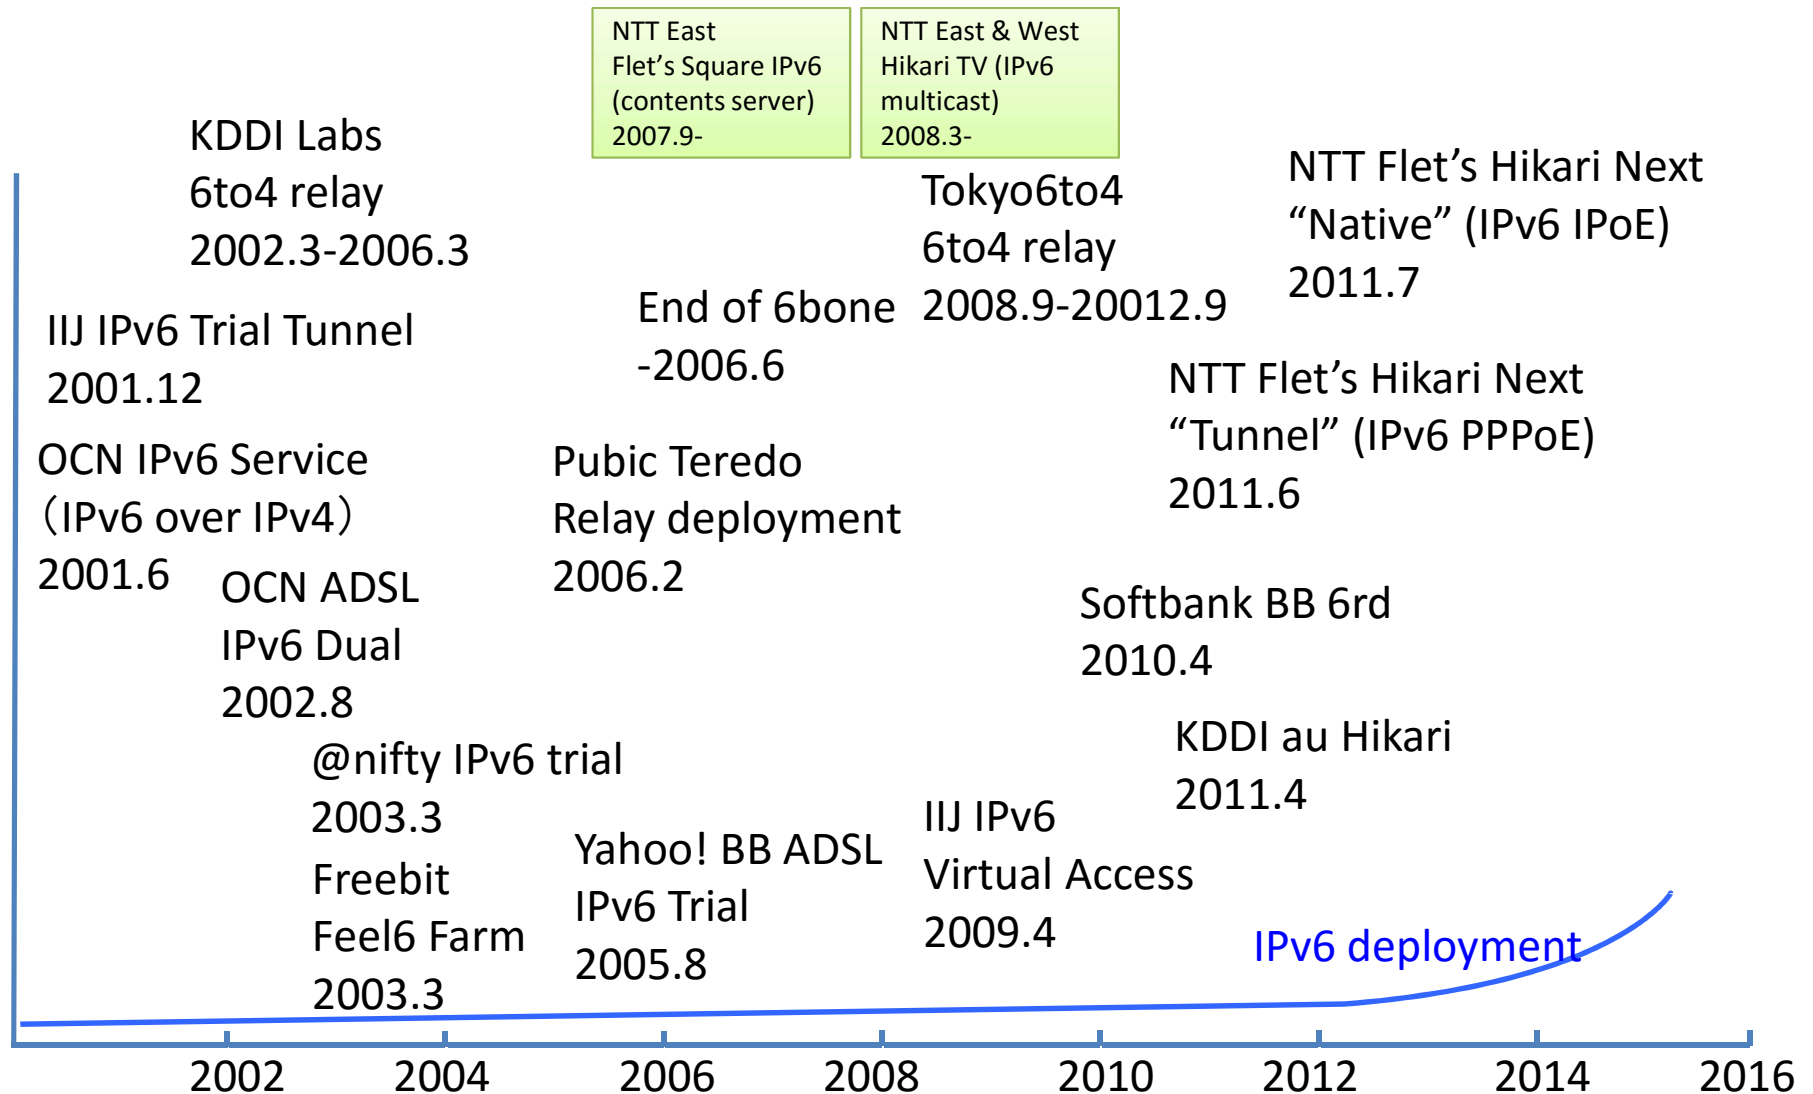 NTT East
Flet’s Square IPv6
(contents server)
2007.9-
NTT East & West
Hikari TV (IPv6
multicast)
2008.3-
KDDI Labs
6to4 relay
2002.3-2006.3
Tokyo6to4
6to4 relay
2008.9-20012.9
NTT Flet’s Hikari Next
“Native” (IPv6 IPoE)
2011.7
IIJ IPv6 Trial Tunnel
2001.12
End of 6bone
-2006.6
NTT Flet’s Hikari Next
“Tunnel” (IPv6 PPPoE)
2011.6
OCN IPv6 Service
（IPv6 over IPv4）
2001.6
Pubic Teredo
Relay deployment
2006.2
OCN ADSL
IPv6 Dual
2002.8
Softbank BB 6rd
2010.4
@nifty IPv6 trial
2003.3
KDDI au Hikari
2011.4
Freebit
Feel6 Farm
2003.3
Yahoo! BB ADSL
IPv6 Trial
2005.8
IIJ IPv6
Virtual Access
2009.4
IPv6 deployment
2002 2004 2006 2008 2010 2012 2014 2016